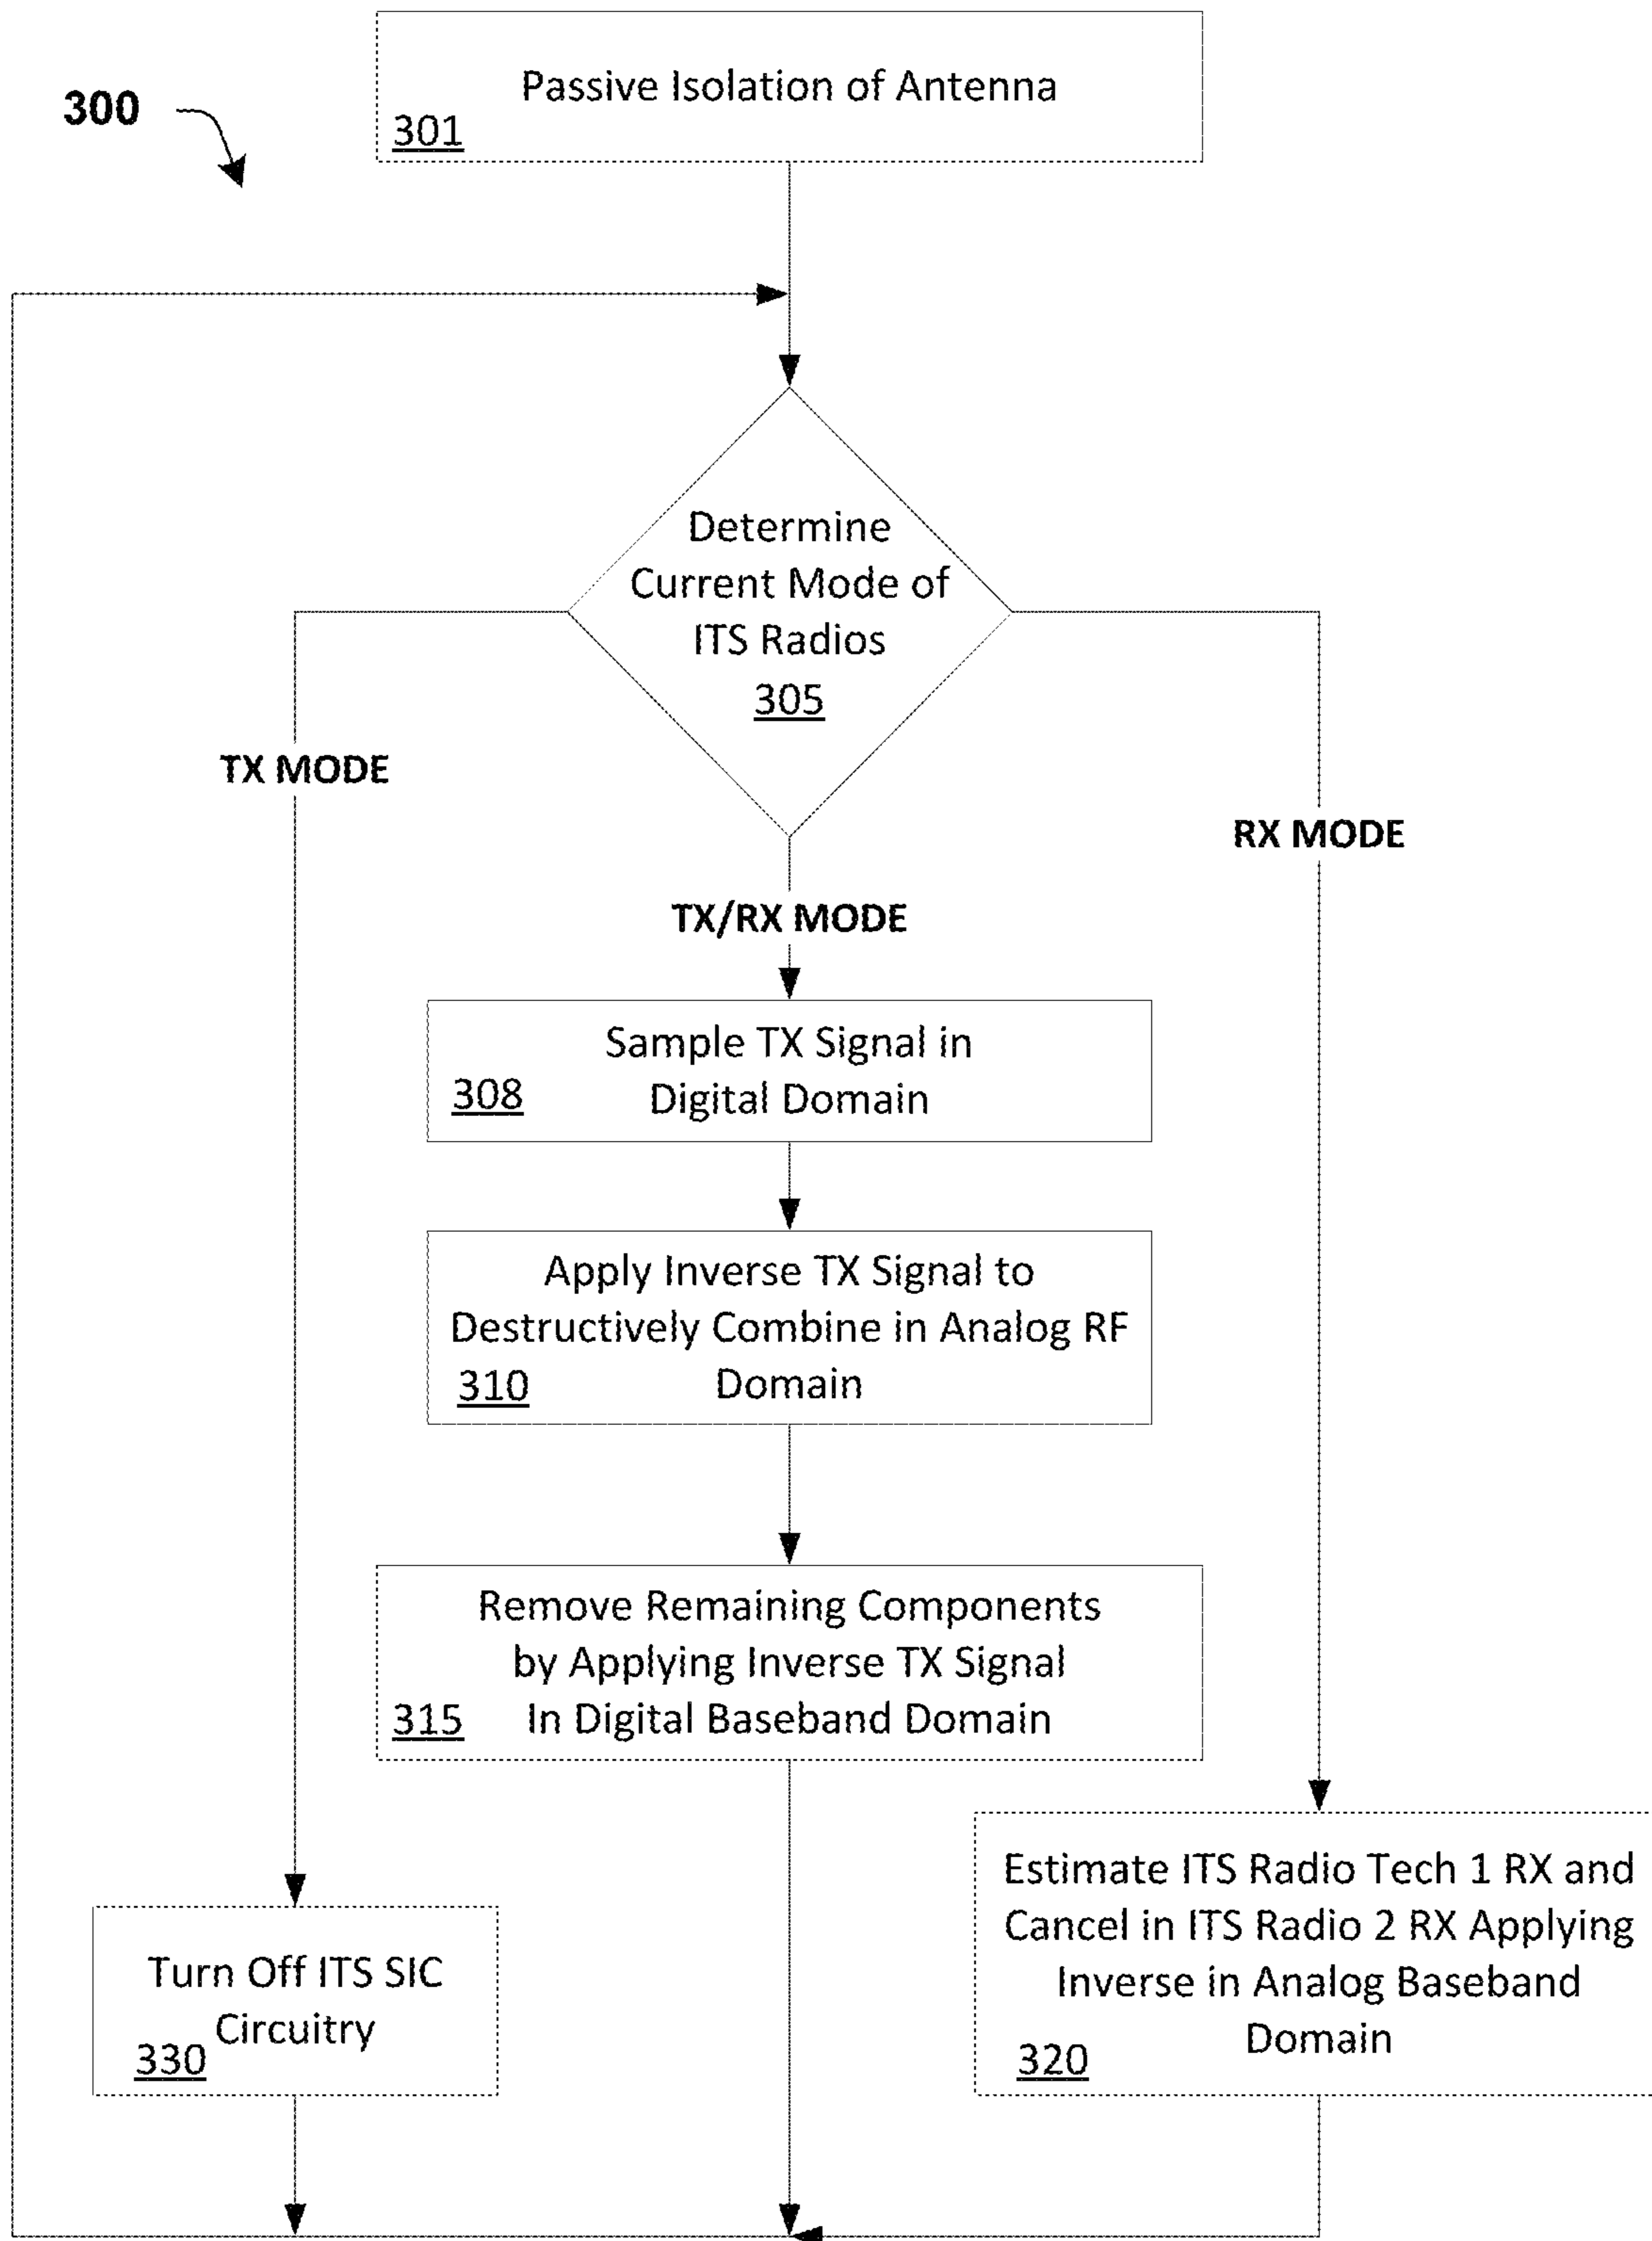 Passive Isolation of Antenna
301
300
Determine
Current Mode of
ITS Radios
305
TX MODE
RX MODE
TX/RX MODE
Sample TX Signal in
Digital Domain
308
Apply Inverse TX Signal to
Destructively Combine in Analog RF
Domain
310
Remove Remaining Components
by Applying Inverse TX Signal
In Digital Baseband Domain
315
Estimate ITS Radio Tech 1 RX and
Cancel in ITS Radio 2 RX Applying
Inverse in Analog Baseband
Domain
320
Turn Off ITS SIC
Circuitry
330